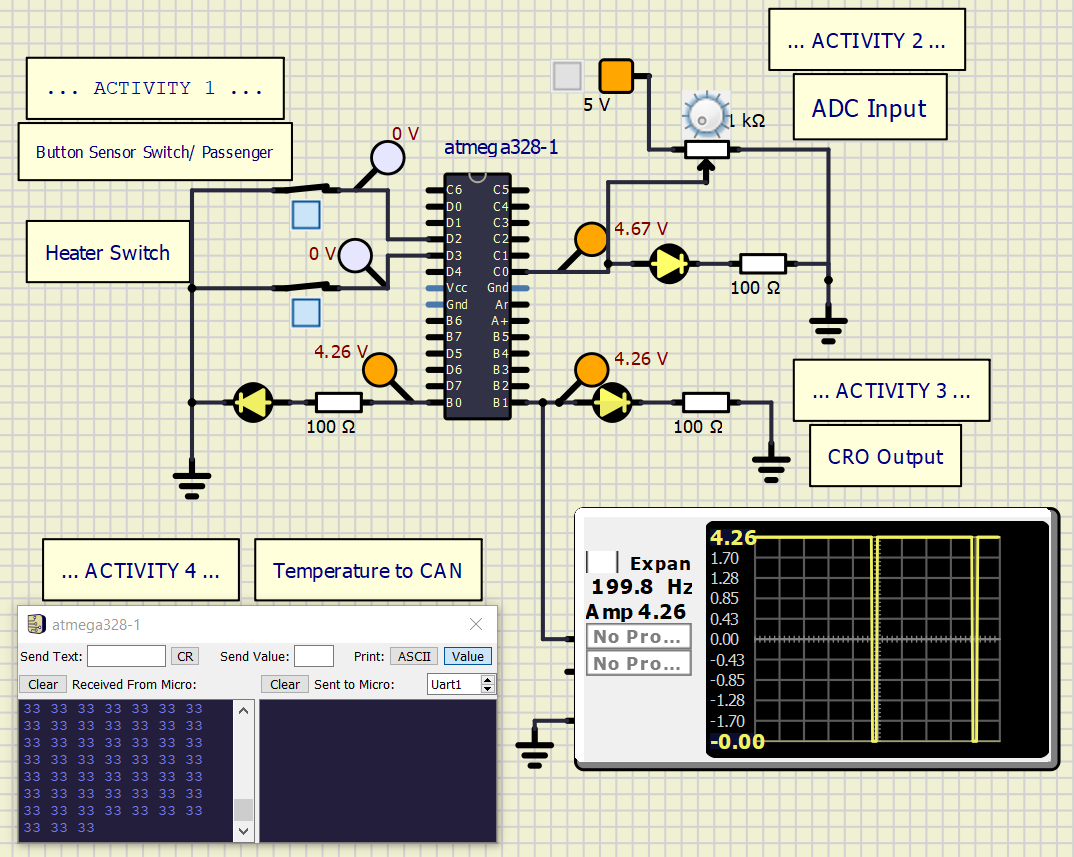 ... ACTIVITY 2 ...
5 V
ADC Input
1 kΩ
... ACTIVITY 1 ...
Button Sensor Switch/ Passenger
0 V
atmega328-1
C6 C5
D0 C4
D1 C3
D2 C2
D3 C1
D4 C0
Vcc Gnd
Gnd Ar
B6 A+
B7 B5
D5 B4
D6 B3
D7 B2
B0 B1
Heater Switch
0 V
4.67 V
100 Ω
4.26 V
100 Ω
4.26 V
100 Ω
... ACTIVITY 3 ...
CRO Output
... ACTIVITY 4 ...
Temperature to CAN
Expan
199.8 Hz
Amp 4.26
No Pro...
No Pro...
4.26
1.70
1.28
0.85
0.43
0.00
-0.43
-0.85
-1.28
-1.70
-0.00
atmega328-1
Send Text: CR Send Value: Print: ASCII Value
Clear Received From Micro: Clear Sent to Micro: Uart1
33 33 33 33 33 33 33
33 33 33 33 33 33 33
33 33 33 33 33 33 33
33 33 33 33 33 33 33
33 33 33 33 33 33 33
33 33 33 33 33 33 33
33 33 33 33 33 33 33
33 33 33